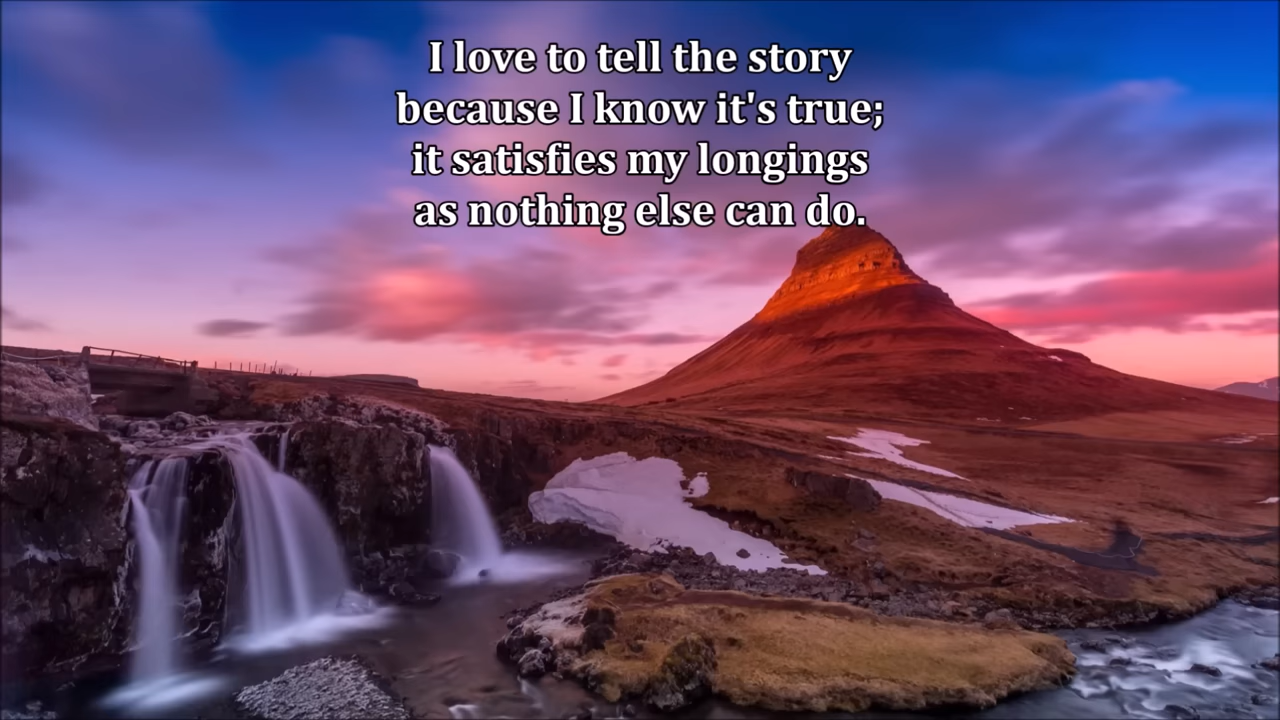 I love to tell the story
because I know it's true;
it satisfies my longings
as nothing else can do.